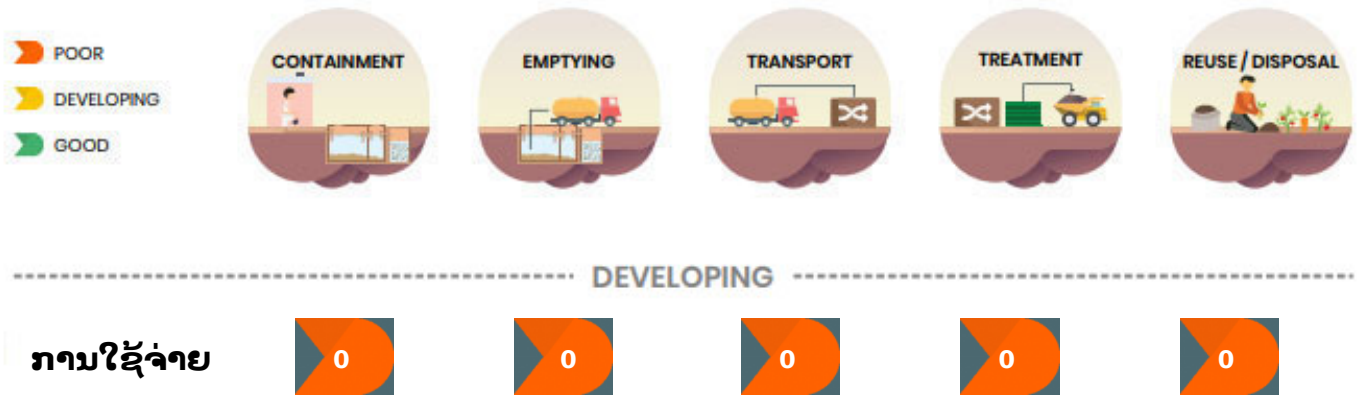 POOR
DEVELOPING
GOOD
CONTAINMENT
EMPTYING
TRANSPORT
TREATMENT
REUSE / DISPOSAL
DEVELOPING
ການໃຊ້ຈ່າຍ 0 0 0 0 0